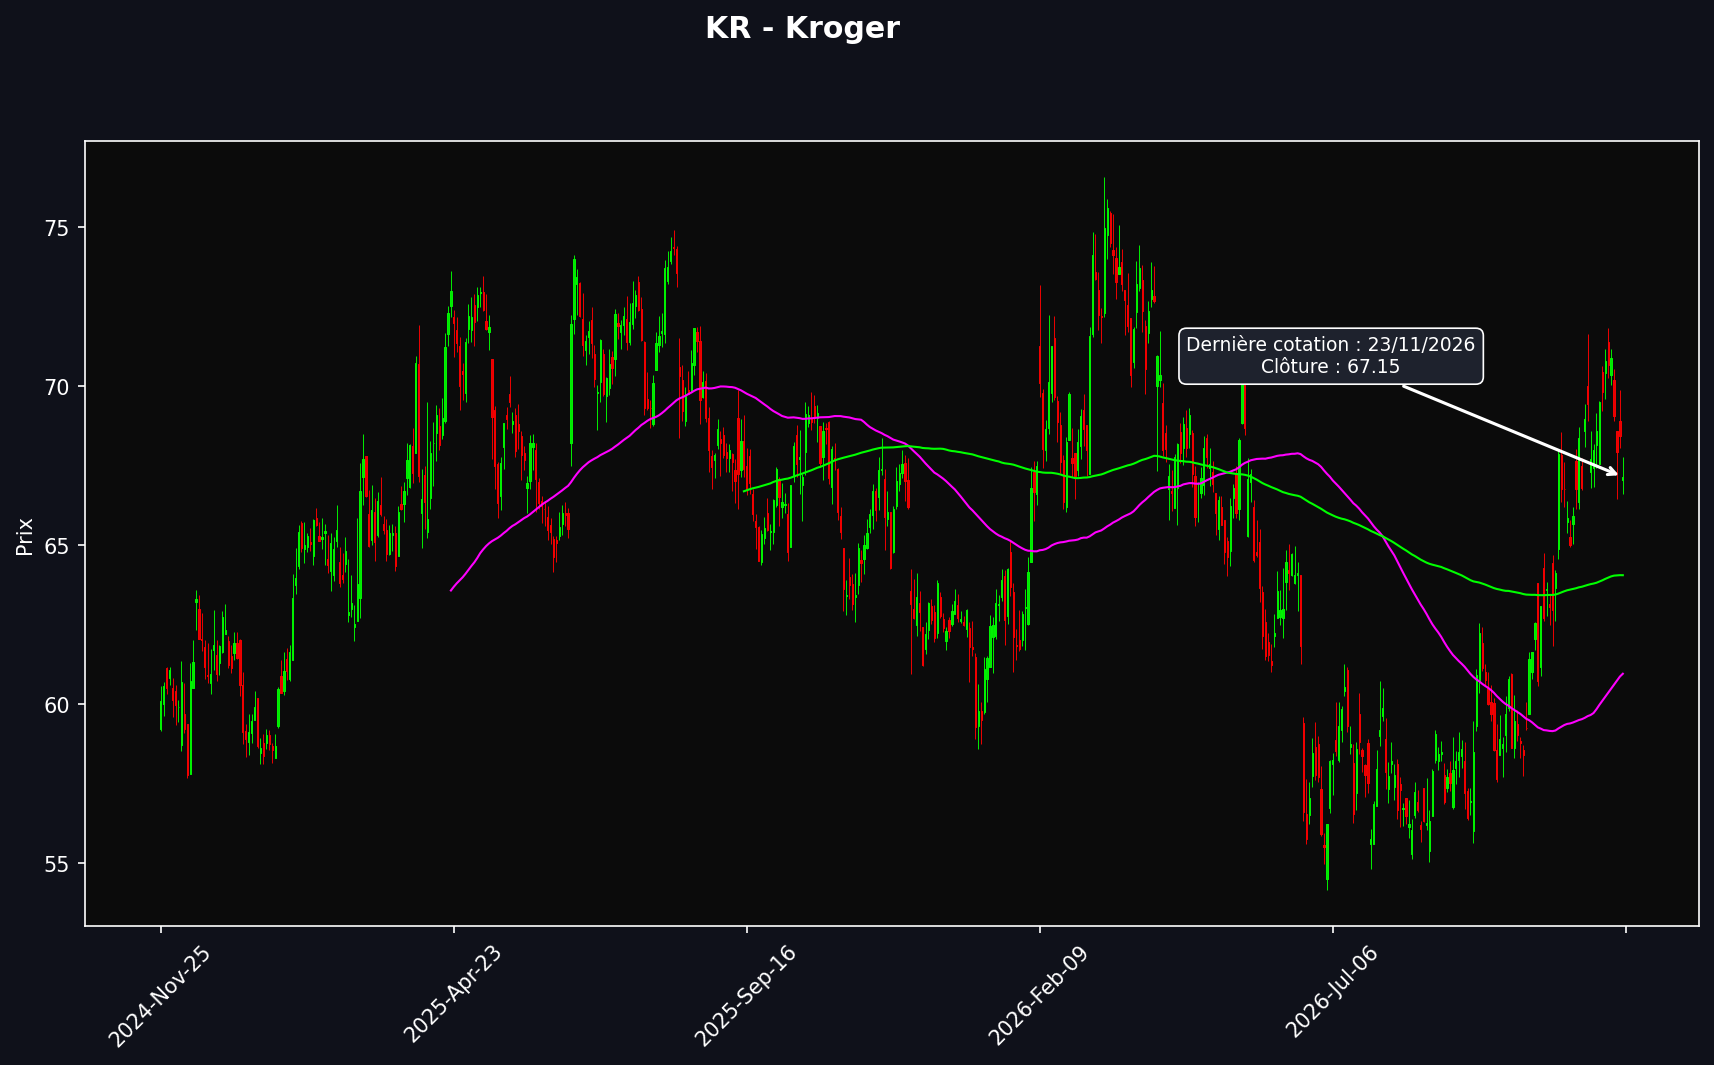 KR - Kroger
Prix
75
70
65
60
55
Dernière cotation : 23/11/2026
Clôture : 67.15
2024-Nov-25
2025-Apr-23
2025-Sep-16
2026-Feb-09
2026-Jul-06